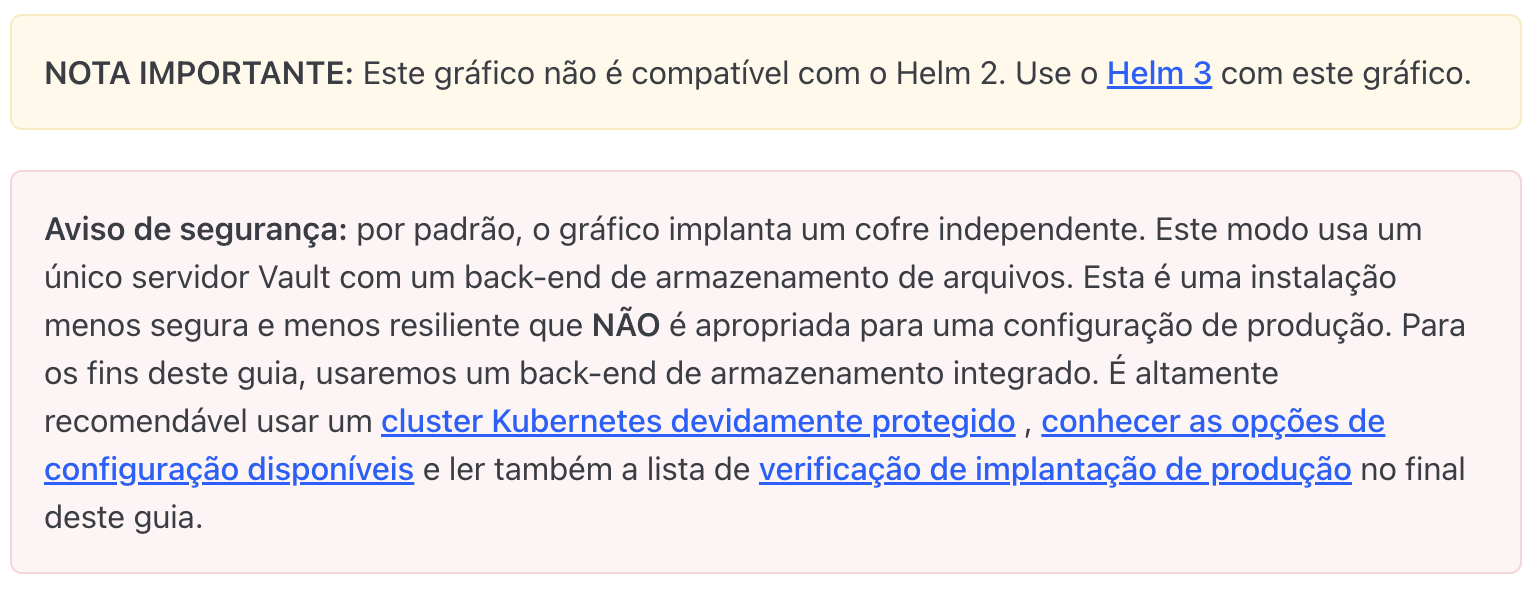 NOTA IMPORTANTE: Este gráfico não é compatível com o Helm 2. Use o Helm 3 com este gráfico.
Aviso de segurança: por padrão, o gráfico implanta um cofre independente. Este modo usa um
único servidor Vault com um back-end de armazenamento de arquivos. Esta é uma instalação
menos segura e menos resiliente que NÃO é apropriada para uma configuração de produção. Para
os fins deste guia, usaremos um back-end de armazenamento integrado. É altamente
recomendável usar um cluster Kubernetes devidamente protegido , conhecer as opções de
configuração disponíveis e ler também a lista de verificação de implantação de produção no final
deste guia.